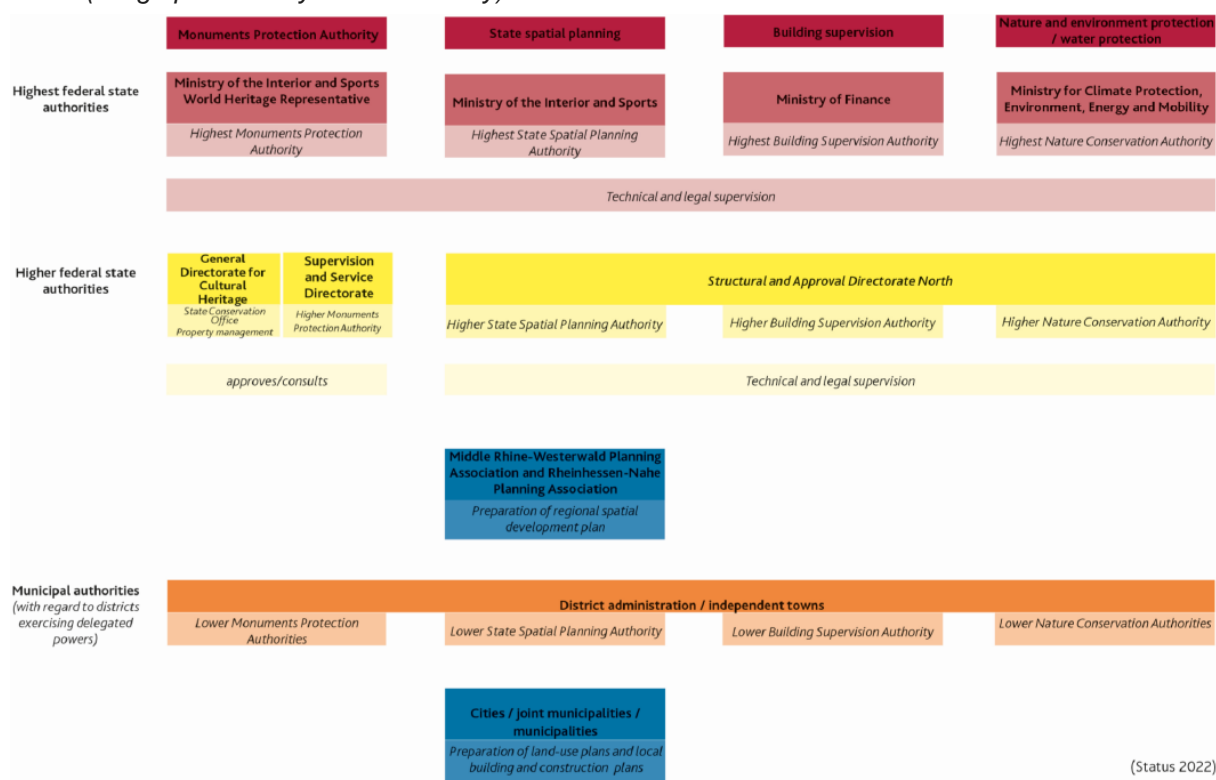 Monuments Protection Authority
State spatial planning
Building supervision
Nature and environment protection
/ water protection
Highest federal state
authorities
Ministry of the Interior and Sports
World Heritage Representative
Highest Monuments Protection
Authority
Ministry of the Interior and Sports
Highest State Spatial Planning
Authority
Ministry of Finance
Highest Building Supervision Authority
Ministry for Climate Protection,
Environment, Energy and Mobility
Highest Nature Conservation Authority
Technical and legal supervision
Higher federal state
authorities
General
Directorate for
Cultural
Heritage
State Conservation
Office
Property management
Supervision
and Service
Directorate
Higher Monuments
Protection Authority
Structural and Approval Directorate North
Higher State Spatial Planning Authority
Higher Building Supervision Authority
Higher Nature Conservation Authority
approves/consults
Technical and legal supervision
Middle Rhine-Westerwald Planning
Association and Rheinhessen-Nahe
Planning Association
Preparation of regional spatial
development plan
Municipal authorities
(with regard to districts
exercising delegated
powers)
District administration / independent towns
Lower Monuments Protection
Authorities
Lower State Spatial Planning Authority
Lower Building Supervision Authority
Lower Nature Conservation Authorities
Cities / joint municipalities /
municipalities
Preparation of land-use plans and local
building and construction plans
(Status 2022)